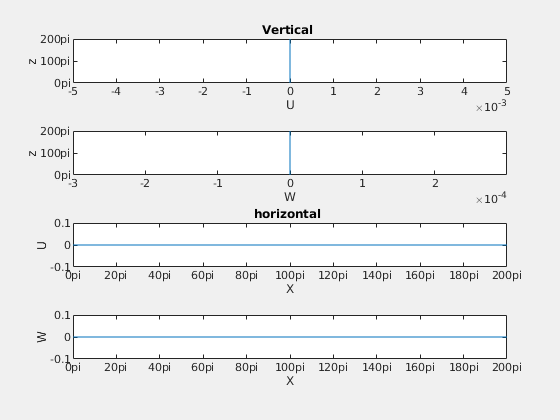 Vertical
200pi
z 100pi
0pi
-5 -4 -3 -2 -1 0 1 2 3 4 5
U
×10-3
200pi
z 100pi
0pi
-3 -2 -1 0 1 2
W
×10-4
horizontal
0.1
U 0
-0.1
0pi 20pi 40pi 60pi 80pi 100pi 120pi 140pi 160pi 180pi 200pi
X
0.1
W 0
-0.1
0pi 20pi 40pi 60pi 80pi 100pi 120pi 140pi 160pi 180pi 200pi
X